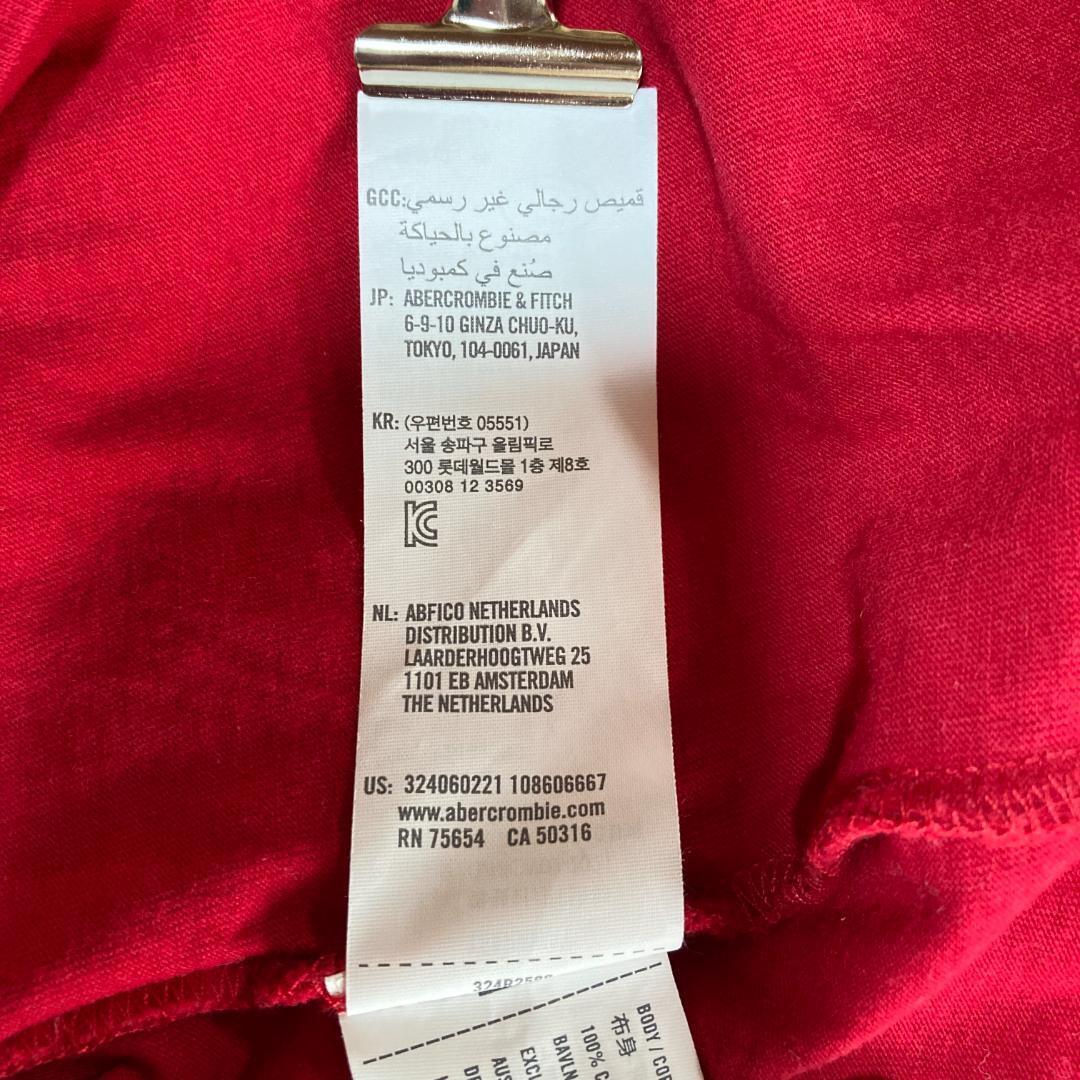 GCC: قميص رجالي غير رسمي
مصنوع بالحياكة
صُنع في كمبوديا
JP: ABERCROMBIE & FITCH
6-9-10 GINZA CHUO-KU,
TOKYO, 104-0061, JAPAN
KR: (우편번호 05551)
서울 송파구 올림픽로
300 롯데월드몰 1층 제8호
00308 12 3569
NL: ABFICO NETHERLANDS
DISTRIBUTION B.V.
LAARDERHOOGTWEG 25
1101 EB AMSTERDAM
THE NETHERLANDS
US: 324060221 108606667
www.abercrombie.com
RN 75654 CA 50316
BODY /
布身
100%